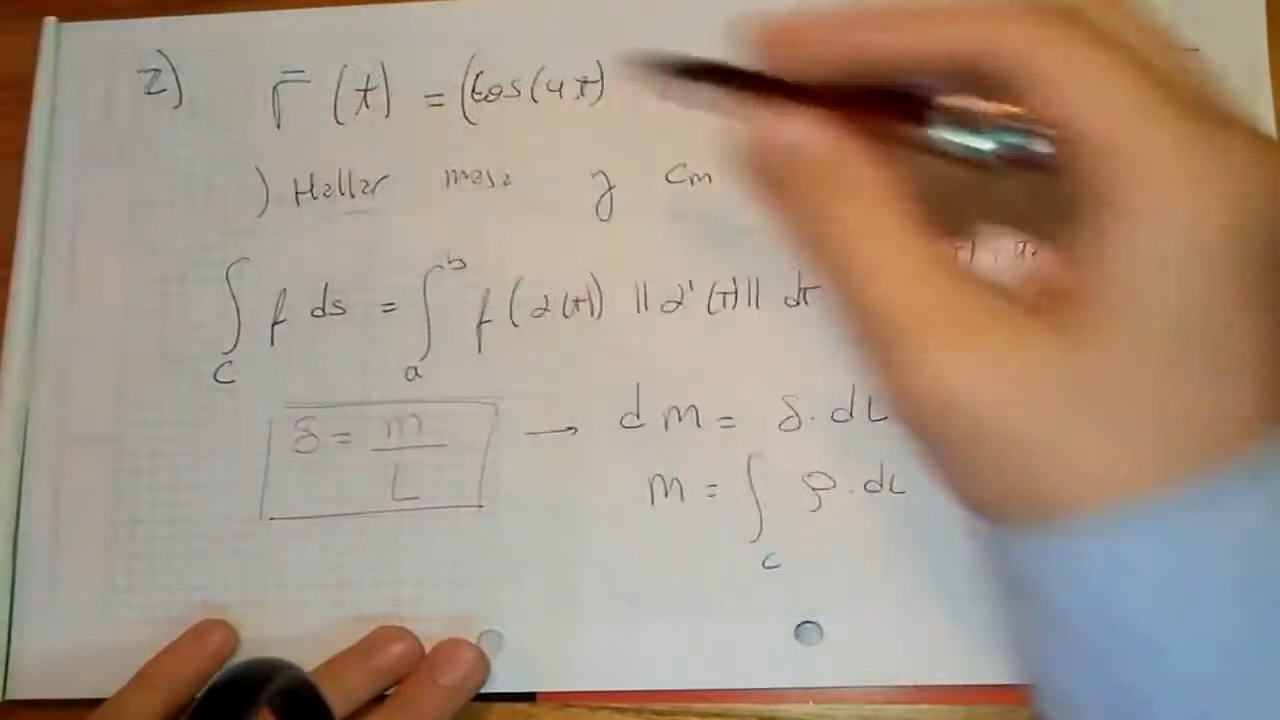 2) r̄ (t) = (cos(4t)
) Hallar masa y cm
∫_C f ds = ∫_a^b f(α(t)) ||α'(t)|| dt
δ = m/L → dm = δ. dL
m = ∫_C ρ. dL